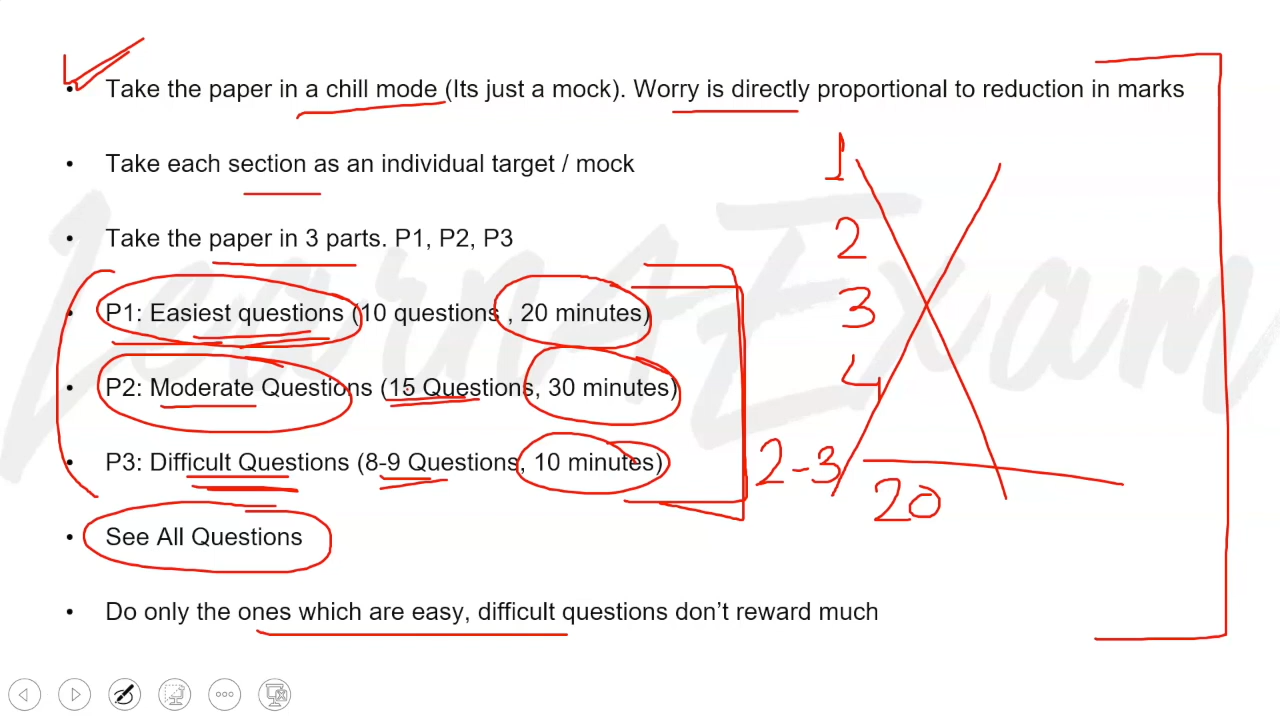 • Take the paper in a chill mode (Its just a mock). Worry is directly proportional to reduction in marks
• Take each section as an individual target / mock
• Take the paper in 3 parts. P1, P2, P3
• P1: Easiest questions (10 questions , 20 minutes)
• P2: Moderate Questions (15 Questions, 30 minutes)
• P3: Difficult Questions (8-9 Questions, 10 minutes)
• See All Questions
• Do only the ones which are easy, difficult questions don’t reward much
1
2
3
4
2-3
20
Learn4Exam